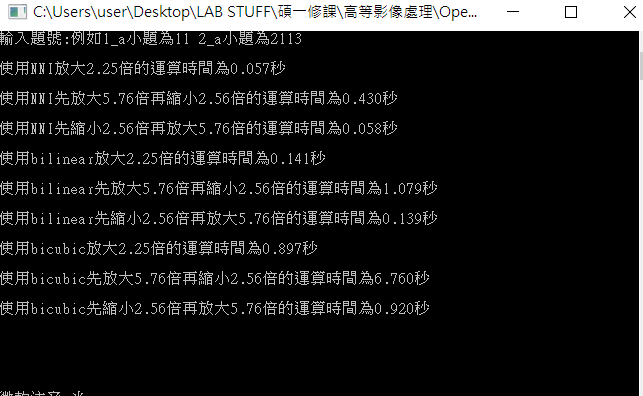 C:\Users\user\Desktop\LAB STUFF\碩一修課\高等影像處理\Ope...
輸入題號:例如1_a小題為11 2_a小題為2113
使用NNI放大2.25倍的運算時間為0.057秒
使用NNI先放大5.76倍再縮小2.56倍的運算時間為0.430秒
使用NNI先縮小2.56倍再放大5.76倍的運算時間為0.058秒
使用bilinear放大2.25倍的運算時間為0.141秒
使用bilinear先放大5.76倍再縮小2.56倍的運算時間為1.079秒
使用bilinear先縮小2.56倍再放大5.76倍的運算時間為0.139秒
使用bicubic放大2.25倍的運算時間為0.897秒
使用bicubic先放大5.76倍再縮小2.56倍的運算時間為6.760秒
使用bicubic先縮小2.56倍再放大5.76倍的運算時間為0.920秒